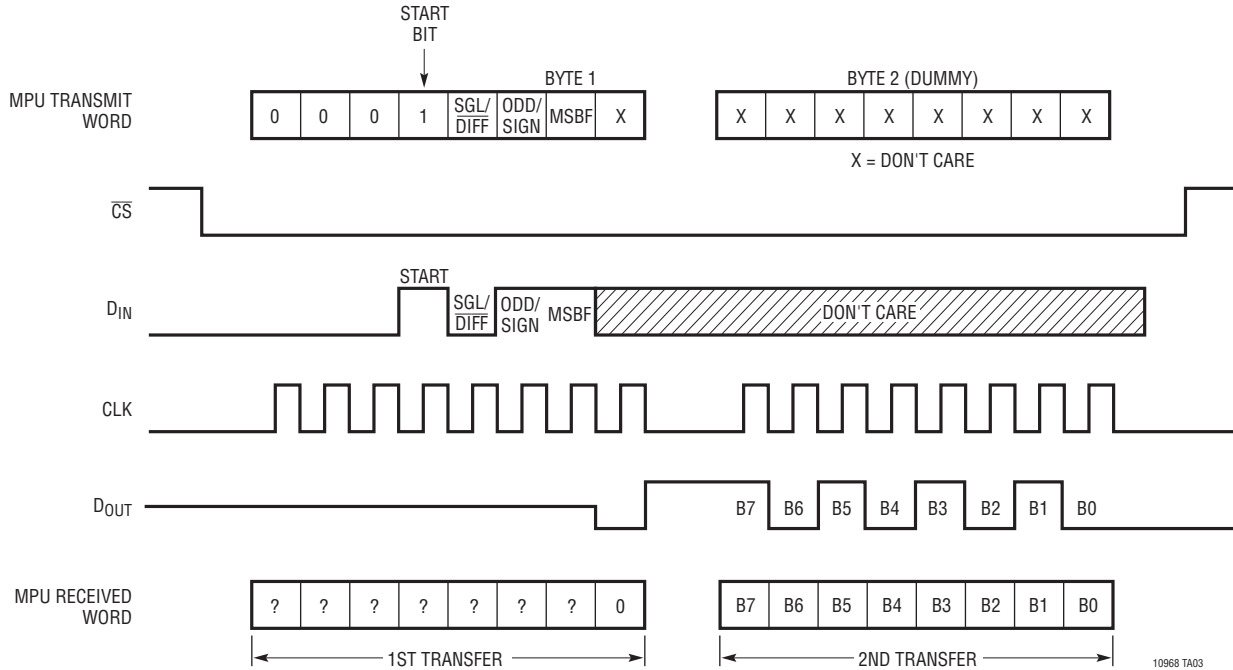 START
BIT
BYTE 1
BYTE 2 (DUMMY)
MPU TRANSMIT
WORD
0 0 0 1 SGL/DIFF ODD/SIGN MSBF X
X X X X X X X X
X = DON'T CARE
CS
START
DIN
SGL/DIFF ODD/SIGN MSBF DON'T CARE
CLK
DOUT
B7 B6 B5 B4 B3 B2 B1 B0
MPU RECEIVED
WORD
? ? ? ? ? ? ? 0
B7 B6 B5 B4 B3 B2 B1 B0
1ST TRANSFER
2ND TRANSFER
10968 TA03